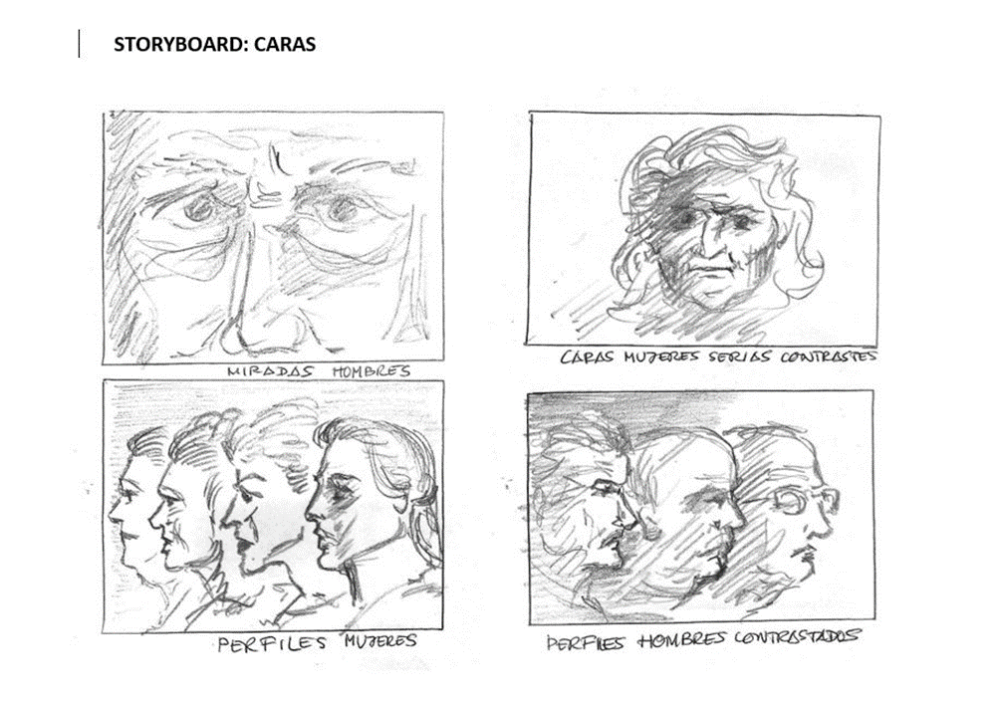 STORYBOARD: CARAS
MIRADAS HOMBRES
CARAS MUJERES SERIAS CONTRASTES
PERFILES MUJERES
PERFILES HOMBRES CONTRASTADOS